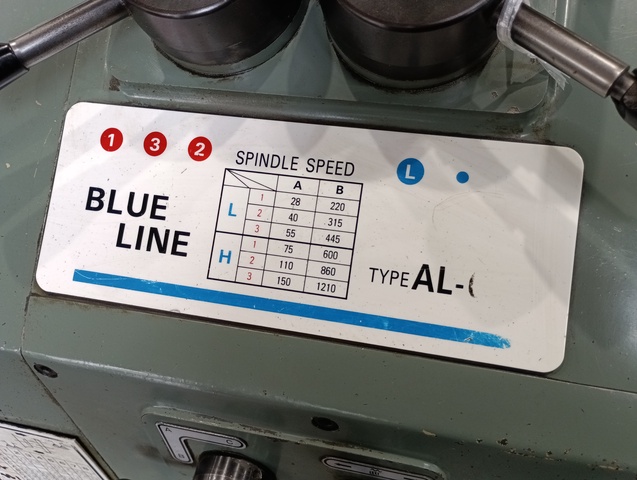 1 3 2
SPINDLE SPEED
L
A B
L 1 28 220
2 40 315
3 55 445
H 1 75 600
2 110 860
3 150 1210
BLUE
LINE
TYPE AL-
A
C
B